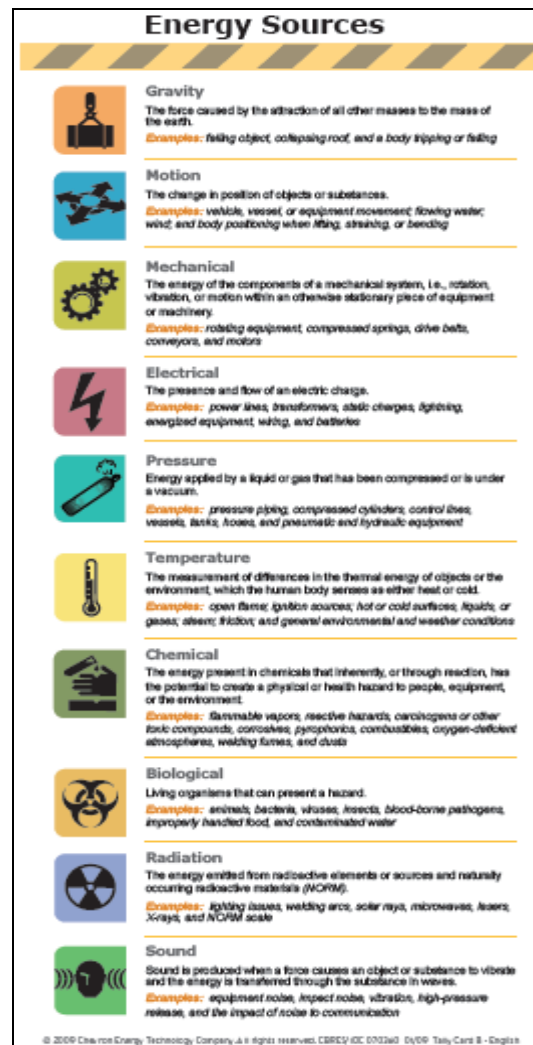 Energy Sources
Gravity
The force caused by the attraction of all other masses to the mass of
the earth.
Examples: falling object, collapsing roof, and a body tripping or falling
Motion
The change in position of objects or substances.
Examples: vehicle, vessel, or equipment movement; flowing water;
wind; and body positioning when lifting, straining, or bending
Mechanical
The energy of the components of a mechanical system, i.e., rotation,
vibration, or motion within an otherwise stationary piece of equipment
or machinery.
Examples: rotating equipment, compressed springs, drive belts,
conveyors, and motors
Electrical
The presence and flow of an electric charge.
Examples: power lines, transformers, static charges, lightning,
energized equipment, wiring, and batteries
Pressure
Energy applied by a liquid or gas that has been compressed or is under
a vacuum.
Examples: pressure piping, compressed cylinders, control lines,
vessels, tanks, hoses, and pneumatic and hydraulic equipment
Temperature
The measurement of differences in the thermal energy of objects or the
environment, which the human body senses as either heat or cold.
Examples: open flame; ignition sources; hot or cold surfaces, liquids, or
gases; steam; friction; and general environmental and weather conditions
Chemical
The energy present in chemicals that inherently, or through reaction, has
the potential to create a physical or health hazard to people, equipment,
or the environment.
Examples: flammable vapors, reactive hazards, carcinogens or other
toxic compounds, corrosives, pyrophorics, combustibles, oxygen-deficient
atmospheres, welding fumes, and dusts
Biological
Living organisms that can present a hazard.
Examples: animals, bacteria, viruses, insects, blood-borne pathogens,
improperly handled food, and contaminated water
Radiation
The energy emitted from radioactive elements or sources and naturally
occurring radioactive materials (NORM).
Examples: lighting issues, welding arcs, solar rays, microwaves, lasers,
X-rays, and NORM scale
Sound
Sound is produced when a force causes an object or substance to vibrate
and the energy is transferred through the substance in waves.
Examples: equipment noise, impact noise, vibration, high-pressure
release, and the impact of noise to communication
© 2009 Chevron Energy Technology Company. All rights reserved. 01/09 Tally Card B - English